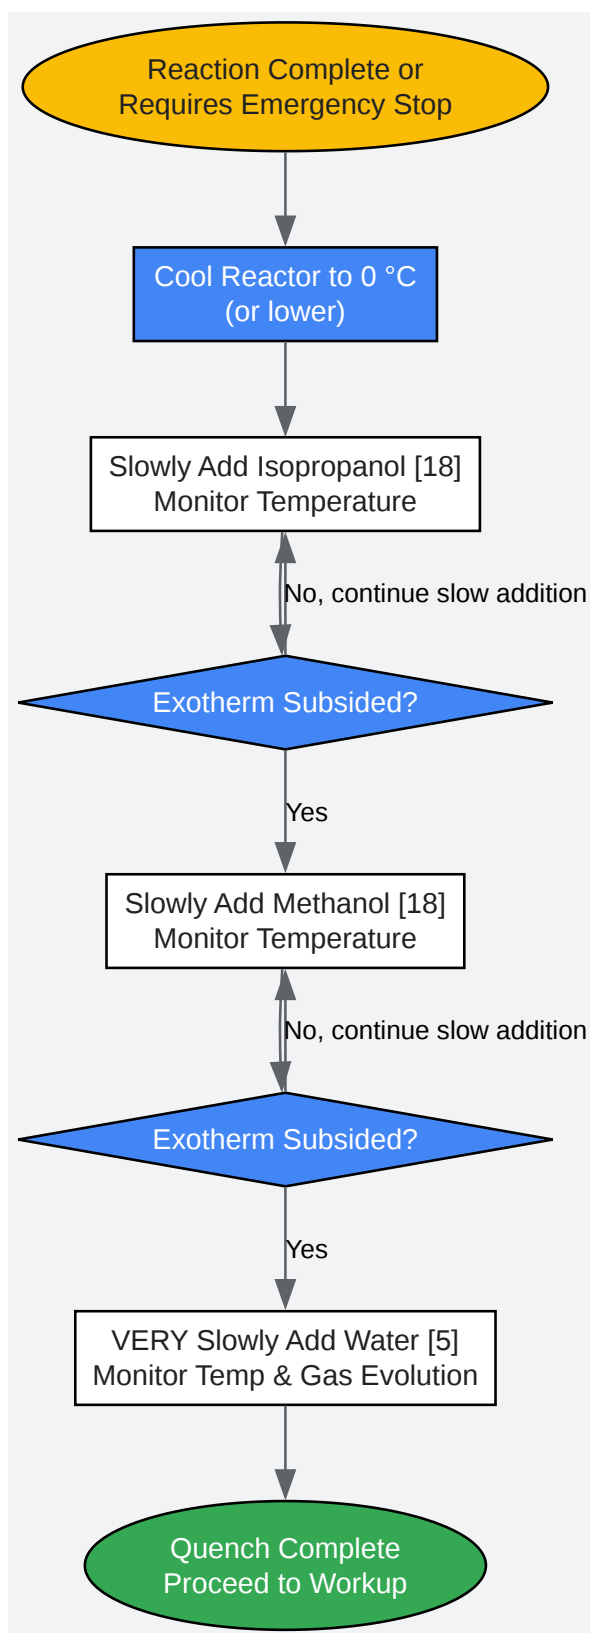 Reaction Complete or
Requires Emergency Stop
Cool Reactor to 0 °C
(or lower)
Slowly Add Isopropanol [18]
Monitor Temperature
No, continue slow addition
Exotherm Subsided?
Yes
Slowly Add Methanol [18]
Monitor Temperature
No, continue slow addition
Exotherm Subsided?
Yes
VERY Slowly Add Water [5]
Monitor Temp & Gas Evolution
Quench Complete
Proceed to Workup